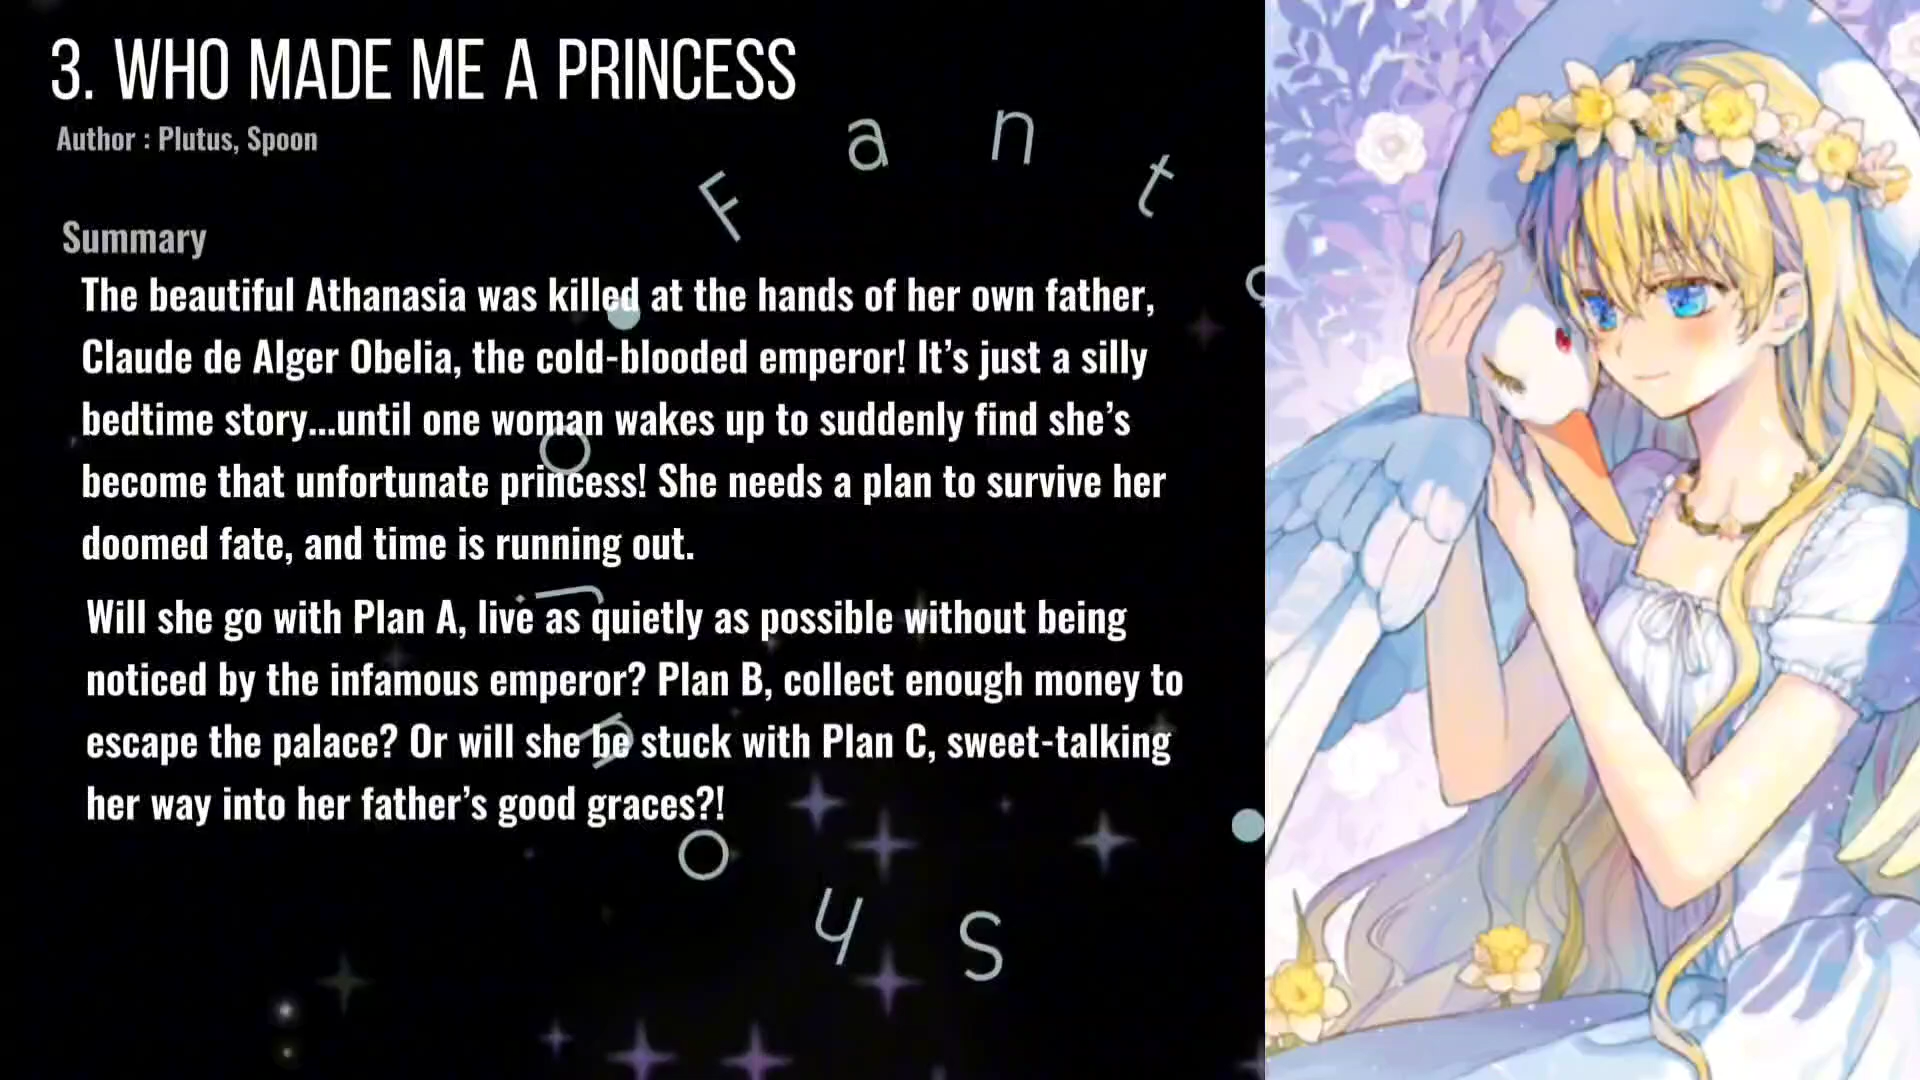 3. WHO MADE ME A PRINCESS
Author : Plutus, Spoon
Summary
The beautiful Athanasia was killed at the hands of her own father,
Claude de Alger Obelia, the cold-blooded emperor! It’s just a silly
bedtime story...until one woman wakes up to suddenly find she’s
become that unfortunate princess! She needs a plan to survive her
doomed fate, and time is running out.
Will she go with Plan A, live as quietly as possible without being
noticed by the infamous emperor? Plan B, collect enough money to
escape the palace? Or will she be stuck with Plan C, sweet-talking
her way into her father’s good graces?!
F a n t
y s